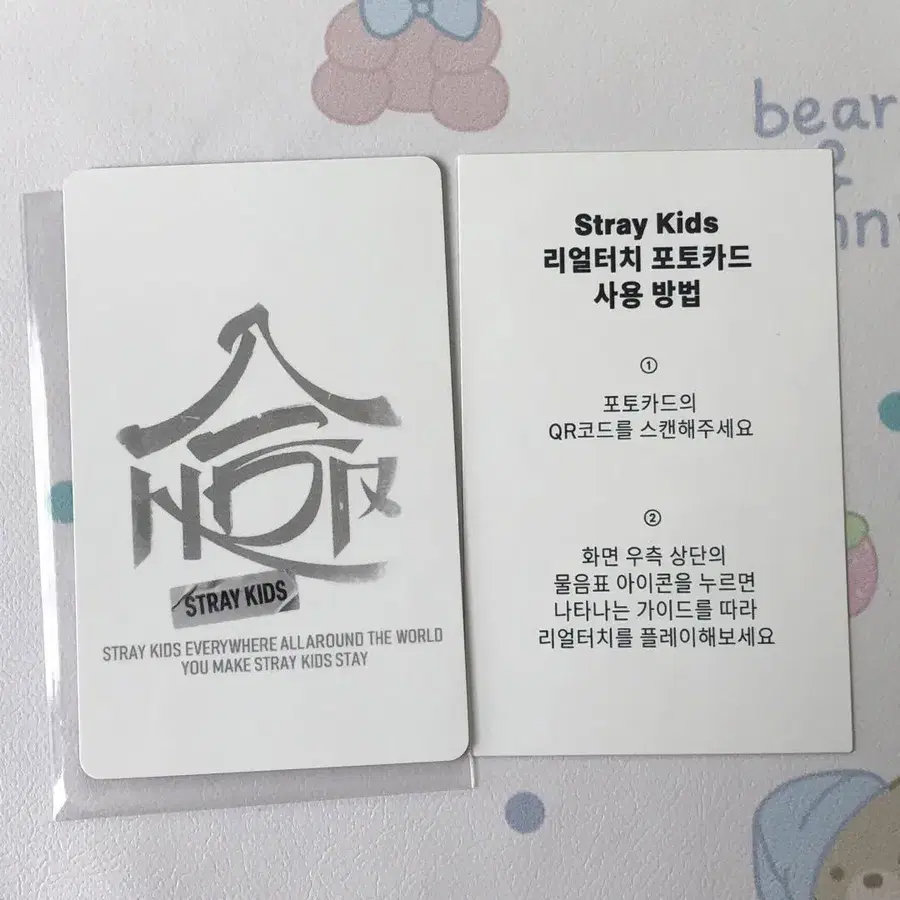 bear
&
STRAY KIDS
STRAY KIDS EVERYWHERE ALLAROUND THE WORLD
YOU MAKE STRAY KIDS STAY
Stray Kids
리얼터치 포토카드
사용 방법
①
포토카드의
QR코드를 스캔해주세요
②
화면 우측 상단의
물음표 아이콘을 누르면
나타나는 가이드를 따라
리얼터치를 플레이해보세요